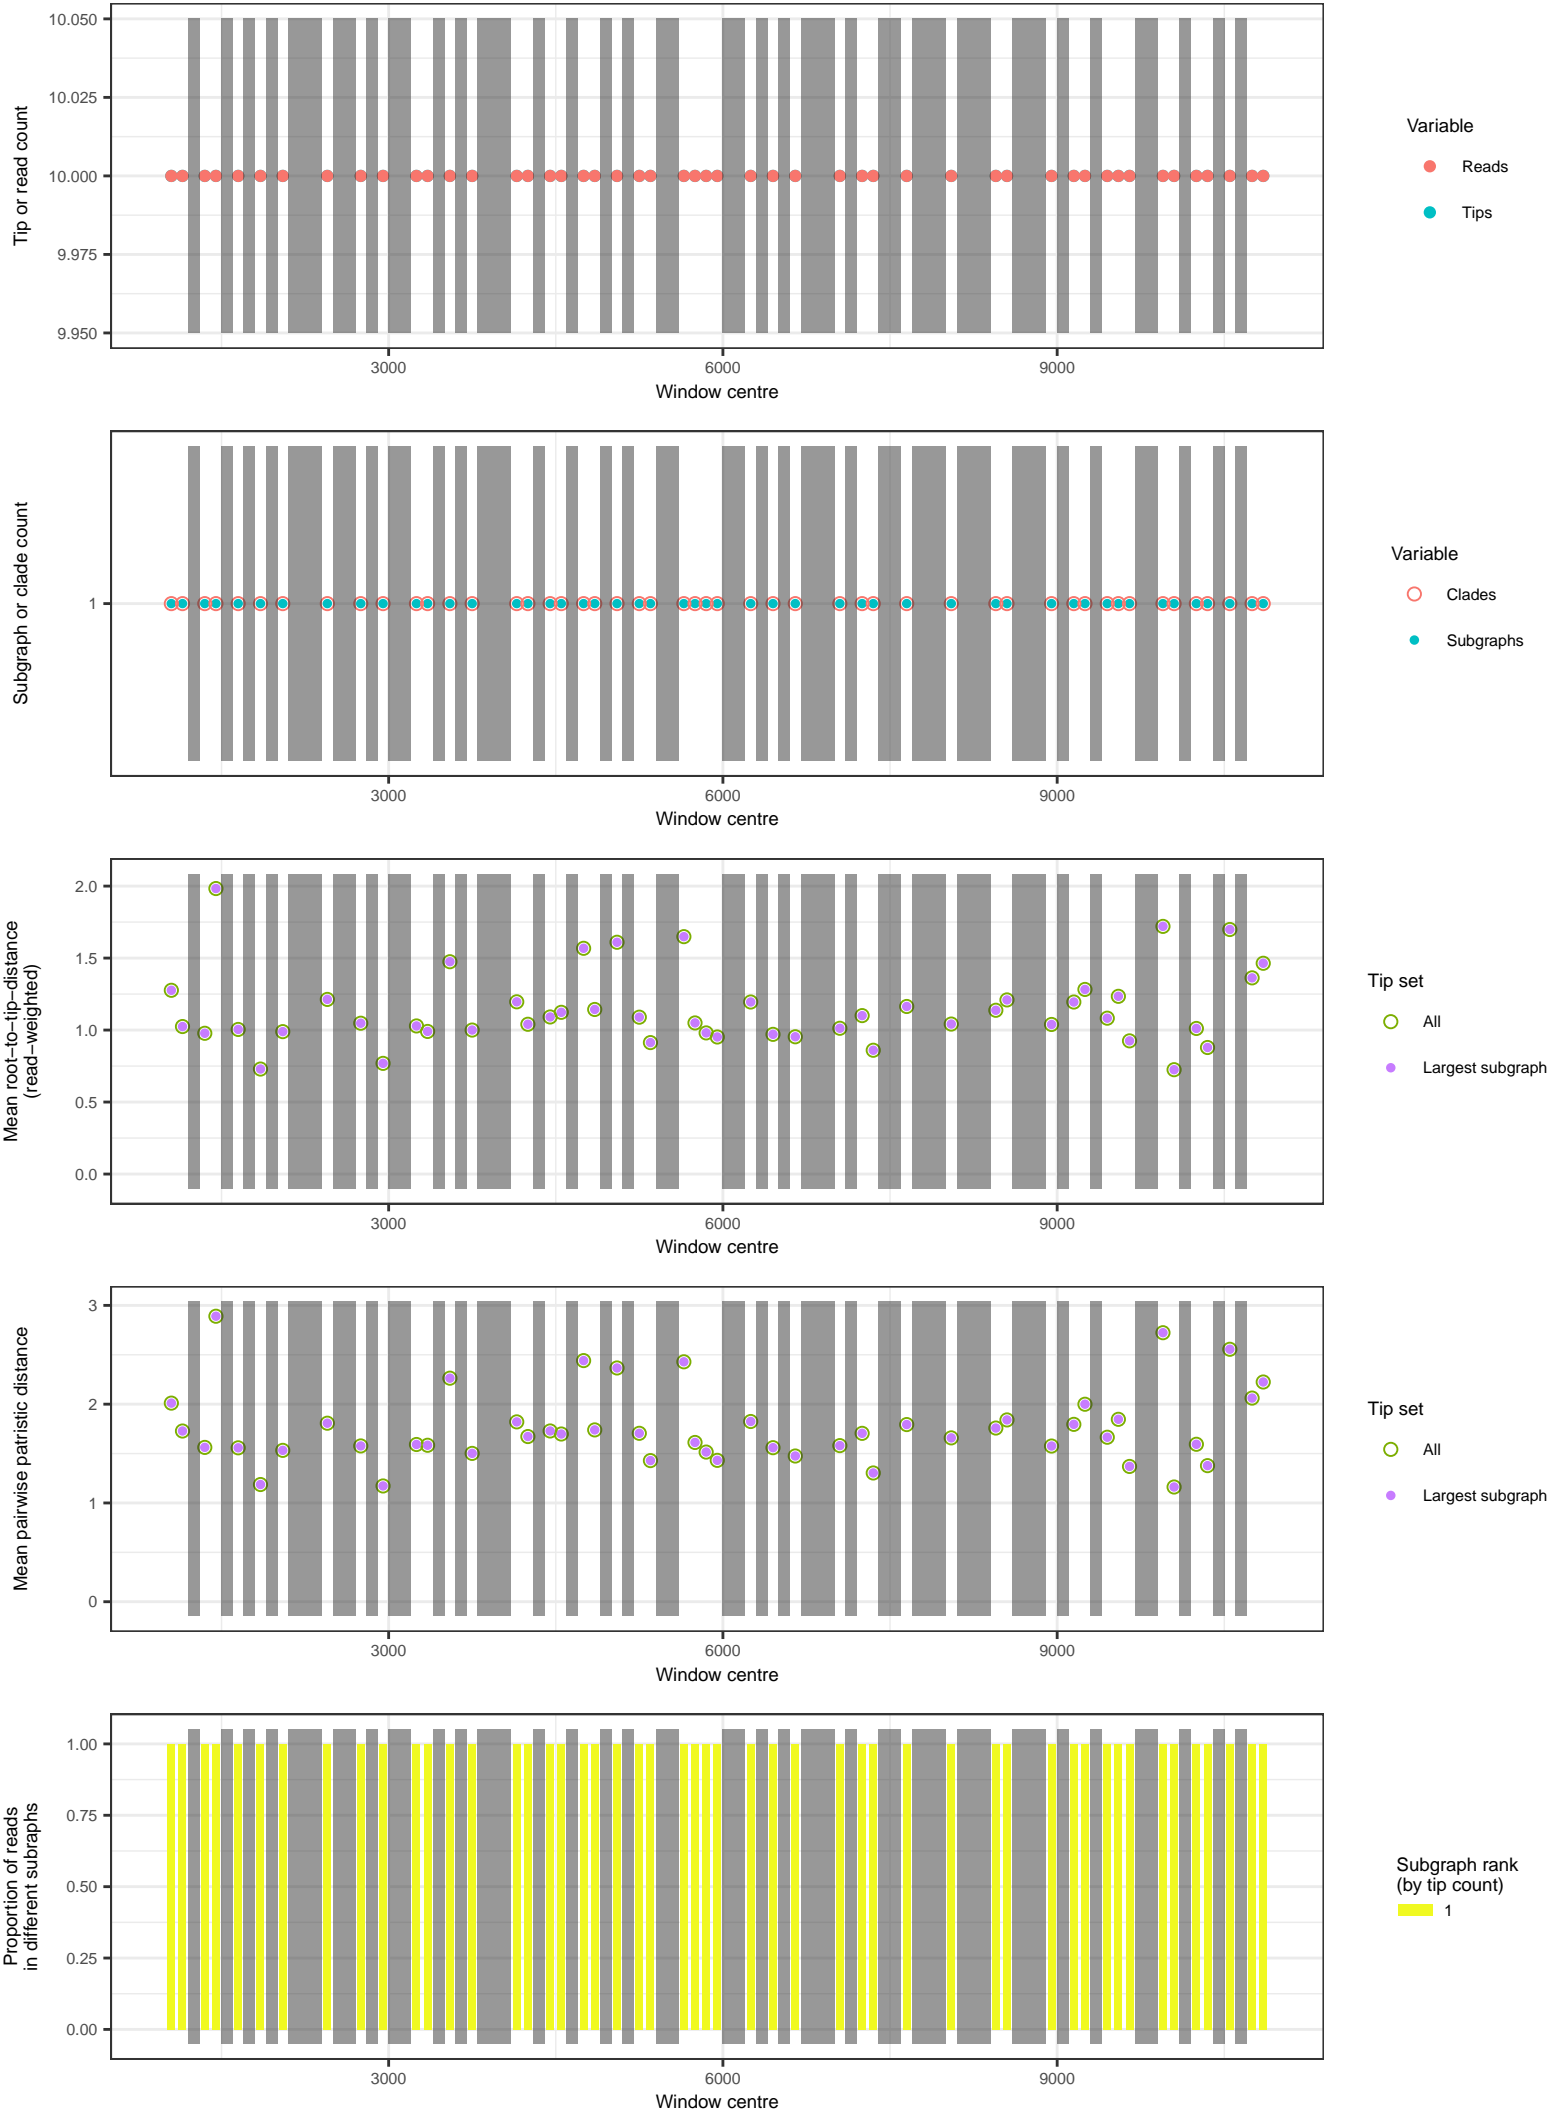 10.050
10.025
10.000
9.975
9.950
Tip or read count
3000
6000
9000
Window centre
Variable
Reads
Tips
1
Subgraph or clade count
3000
6000
9000
Window centre
Variable
Clades
Subgraphs
2.0
1.5
1.0
0.5
0.0
Mean root−to−tip−distance
(read−weighted)
3000
6000
9000
Window centre
Tip set
All
Largest subgraph
3
2
1
0
Mean pairwise patristic distance
3000
6000
9000
Window centre
Tip set
All
Largest subgraph
1.00
0.75
0.50
0.25
0.00
Proportion of reads
in different subraphs
3000
6000
9000
Window centre
Subgraph rank
(by tip count)
1